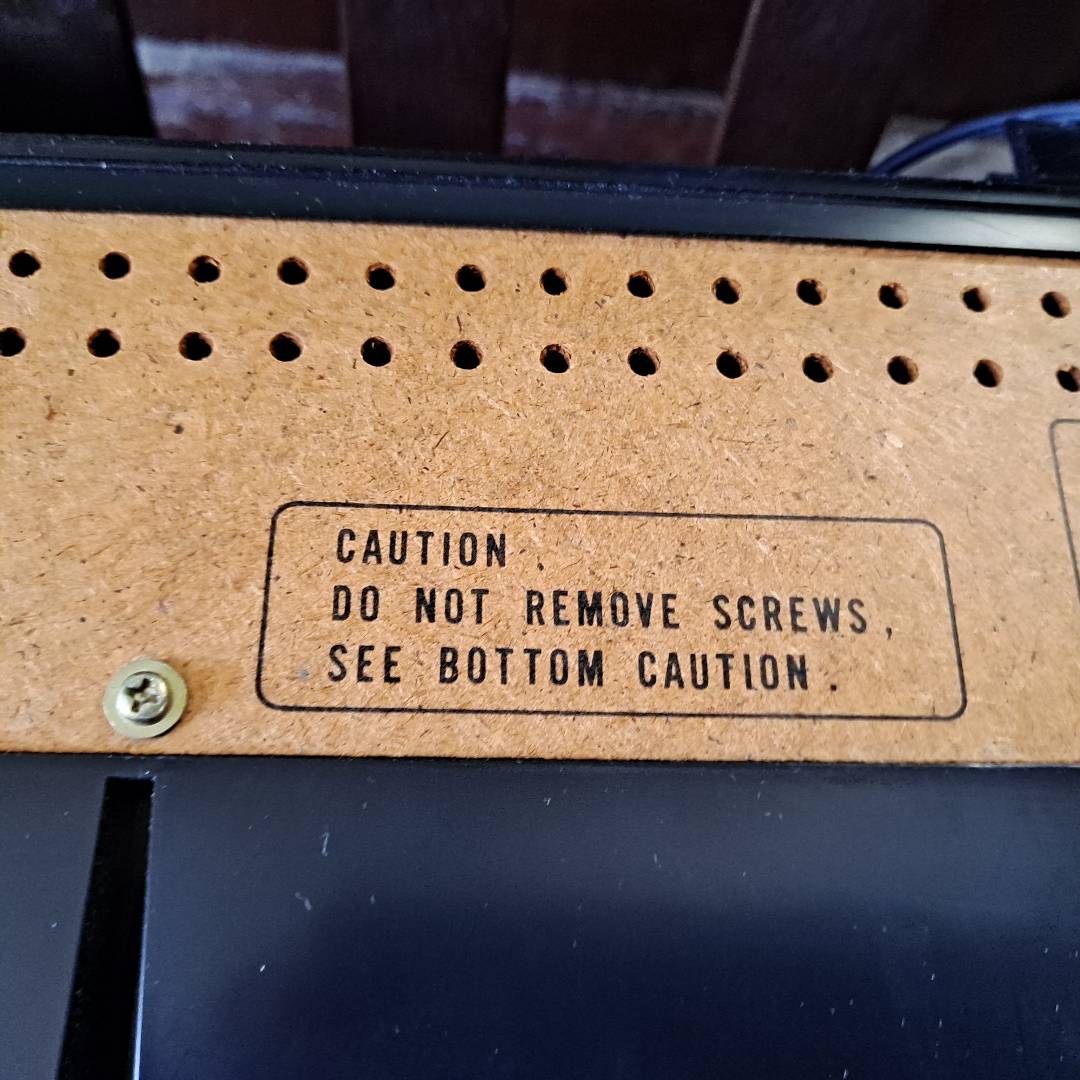 CAUTION.
DO NOT REMOVE SCREWS,
SEE BOTTOM CAUTION.